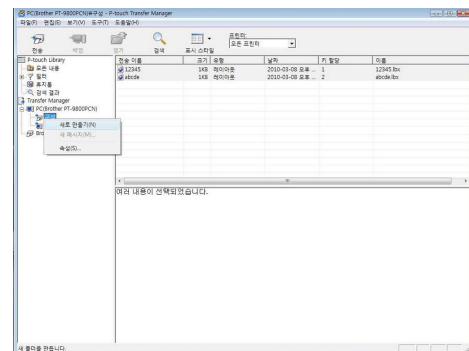 PC(Brother PT-9800PCN)\구성 - P-touch Transfer Manager
파일(F) 편집(E) 보기(V) 도구(T) 도움말(H)
전송 백업 열기 검색 표시 스타일
프린터:
모든 프린터
P-touch Library
모든 내용
필터
휴지통
검색 결과
Transfer Manager
PC(Brother PT-9800PCN)
구성
Bro
새로 만들기(N)
새 메시지(M)...
속성(S)...
전송 이름 크기 유형 날짜 키 할당 이름
12345 1KB 레이아웃 2010-03-08 오후 ... 1 12345.lbx
abcde 1KB 레이아웃 2010-03-08 오후 ... 2 abcde.lbx
여러 내용이 선택되었습니다.
새 폴더를 만듭니다.